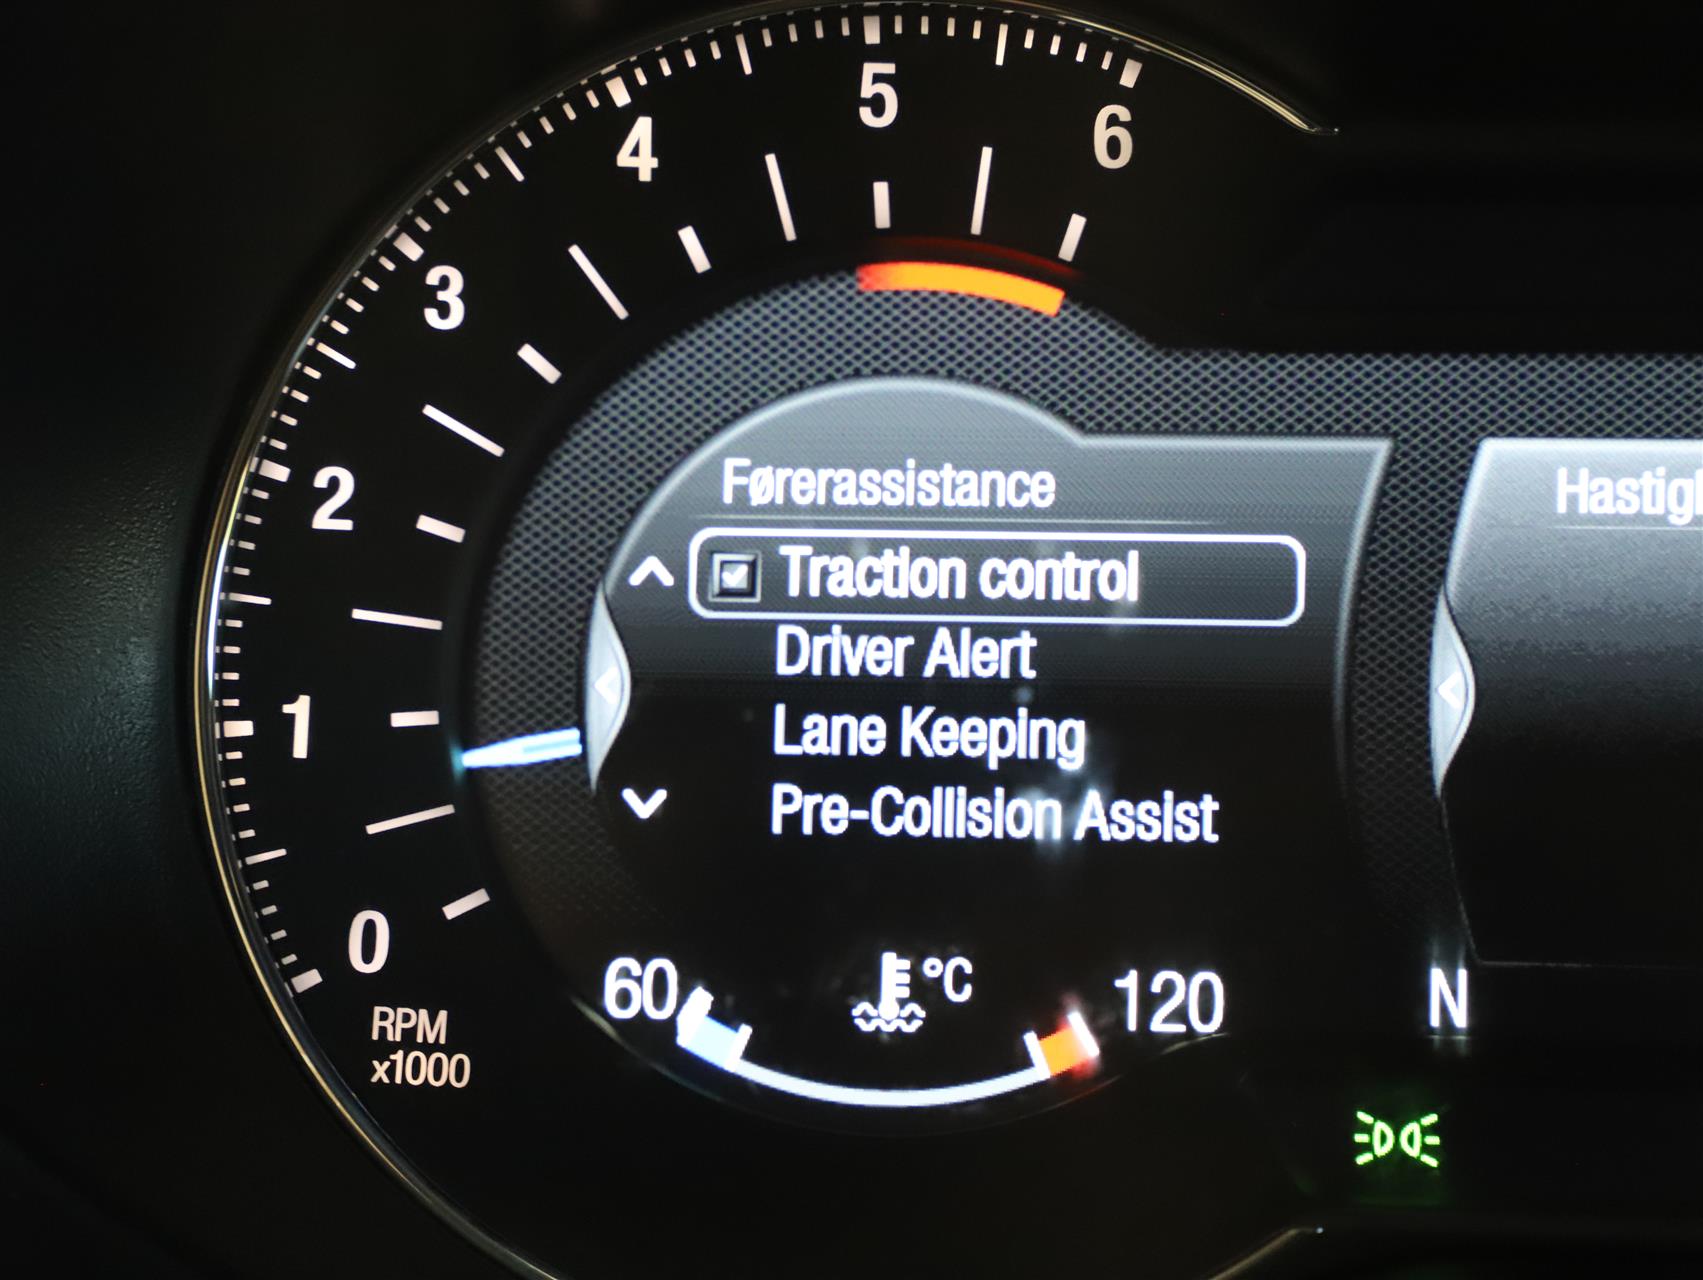 5
4
6
3
2
1
0
RPM
x1000
Førerassistance
Traction control
Driver Alert
Lane Keeping
Pre-Collision Assist
60
°C
120
N